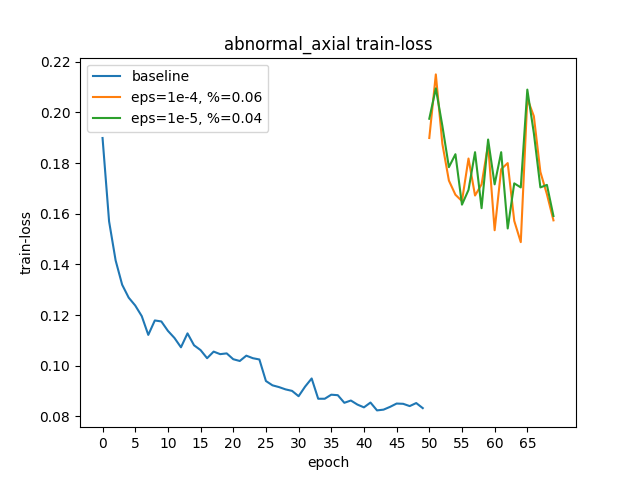 abnormal_axial train-loss
0.22
0.20
0.18
0.16
0.14
0.12
0.10
0.08
train-loss
baseline
eps=1e-4, %=0.06
eps=1e-5, %=0.04
0 5 10 15 20 25 30 35 40 45 50 55 60 65
epoch